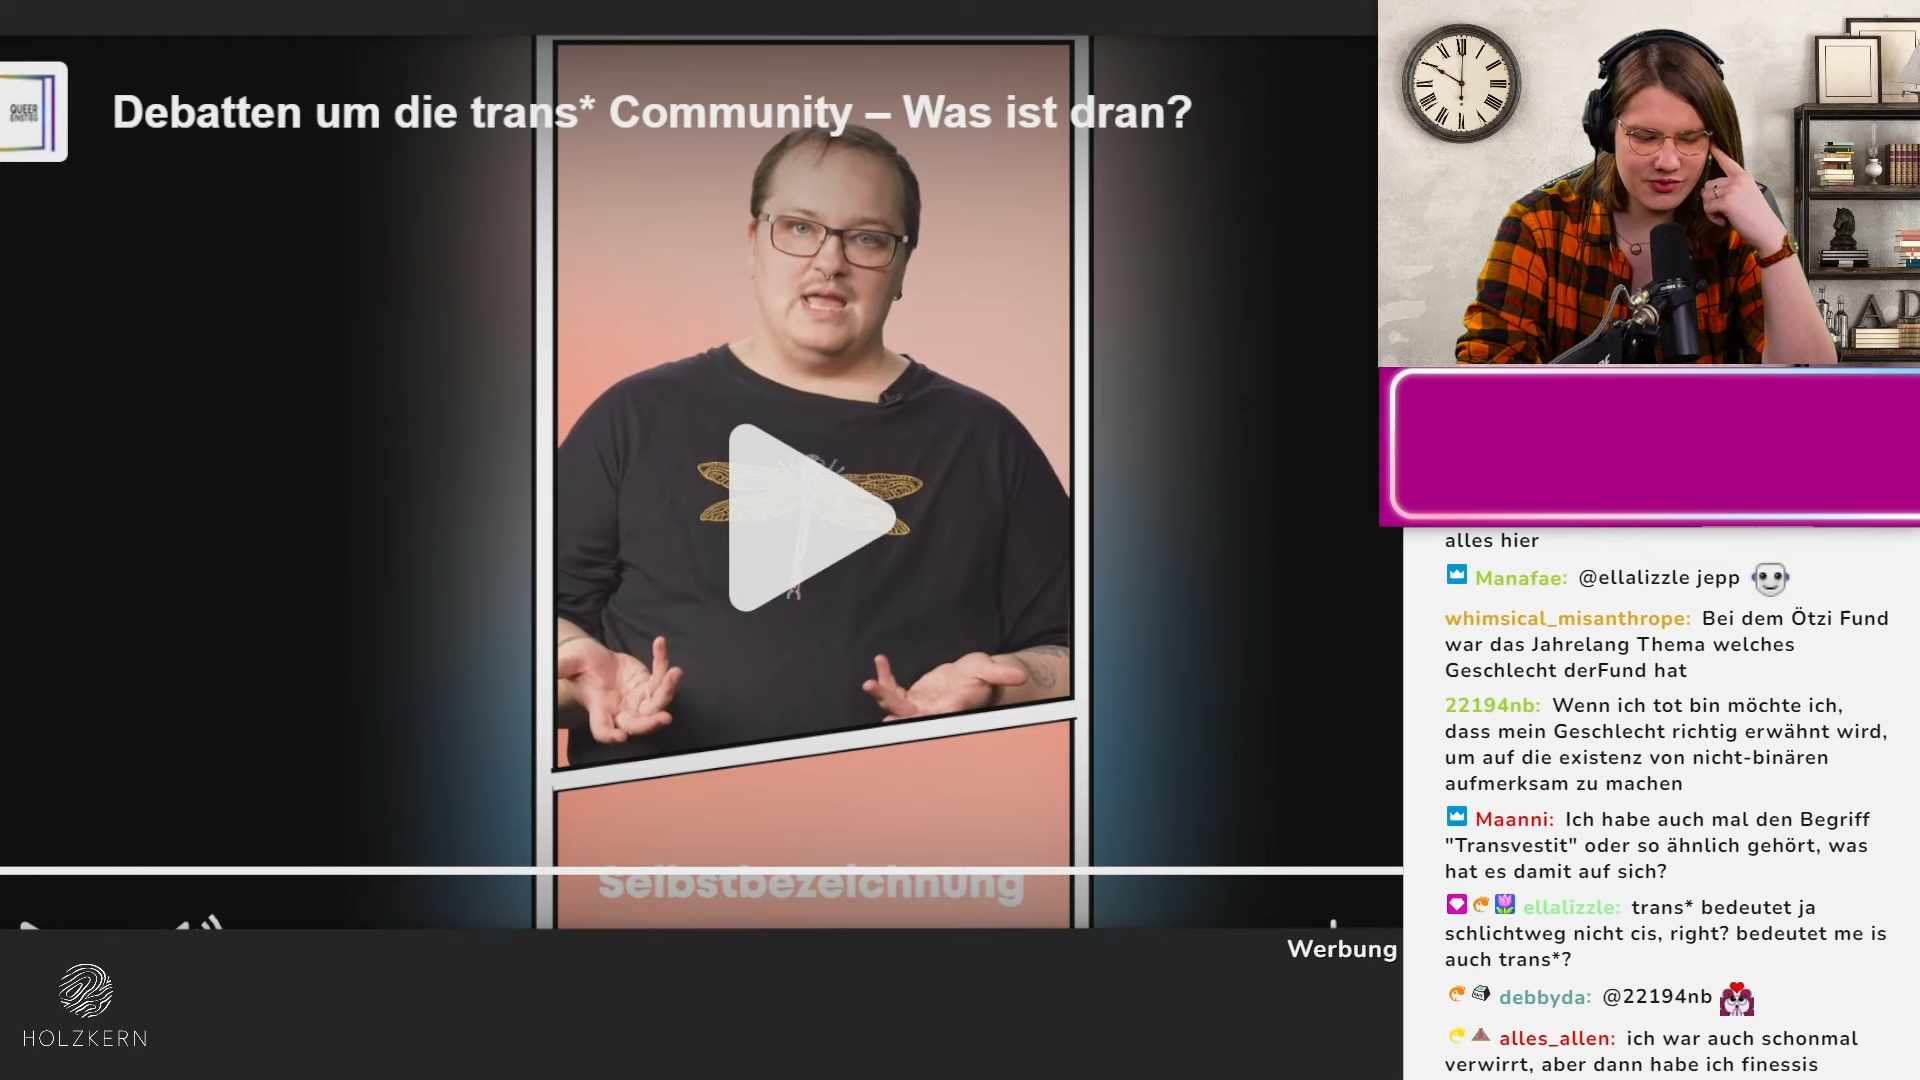 QUEER
EINSTIEG
Debatten um die trans* Community – Was ist dran?
Selbstbezeichnung
Werbung
HOLZKERN
AD
alles hier
Manafae: @ellalizzle jepp
whimsical_misanthrope: Bei dem Ötzi Fund
war das Jahrelang Thema welches
Geschlecht derFund hat
22194nb: Wenn ich tot bin möchte ich,
dass mein Geschlecht richtig erwähnt wird,
um auf die existenz von nicht-binären
aufmerksam zu machen
Maanni: Ich habe auch mal den Begriff
"Transvestit" oder so ähnlich gehört, was
hat es damit auf sich?
ellalizzle: trans* bedeutet ja
schlichtweg nicht cis, right? bedeutet me is
auch trans*?
debbyda: @22194nb
alles_allen: ich war auch schonmal
verwirrt, aber dann habe ich finessis